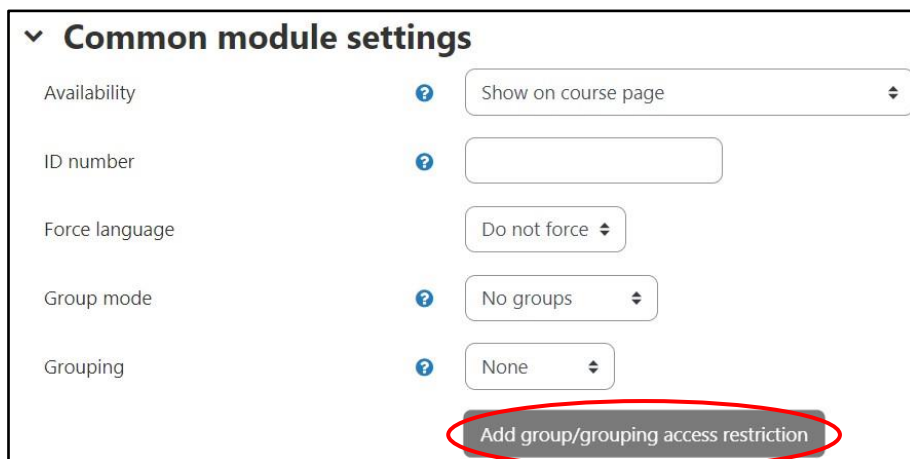 Common module settings
Availability Show on course page
ID number
Force language Do not force
Group mode No groups
Grouping None
Add group/grouping access restriction